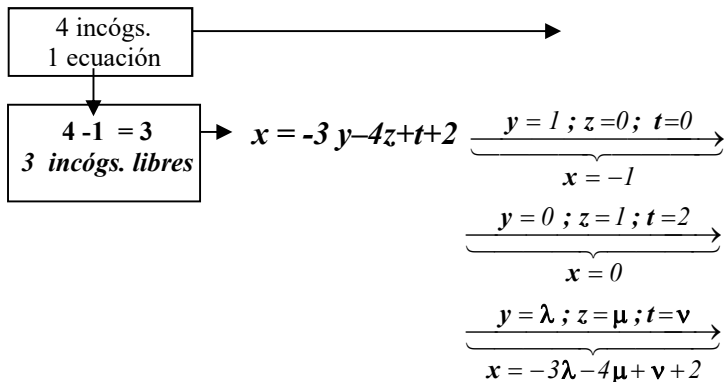 4 incógs.
1 ecuación
4 -1 = 3
3 incógs. libres
x = -3 y–4z+t+2
y = 1 ; z=0; t=0
x = −1
y = 0 ; z = 1 ; t = 2
x = 0
y = λ ; z = μ ; t = ν
x = −3λ − 4μ + ν + 2